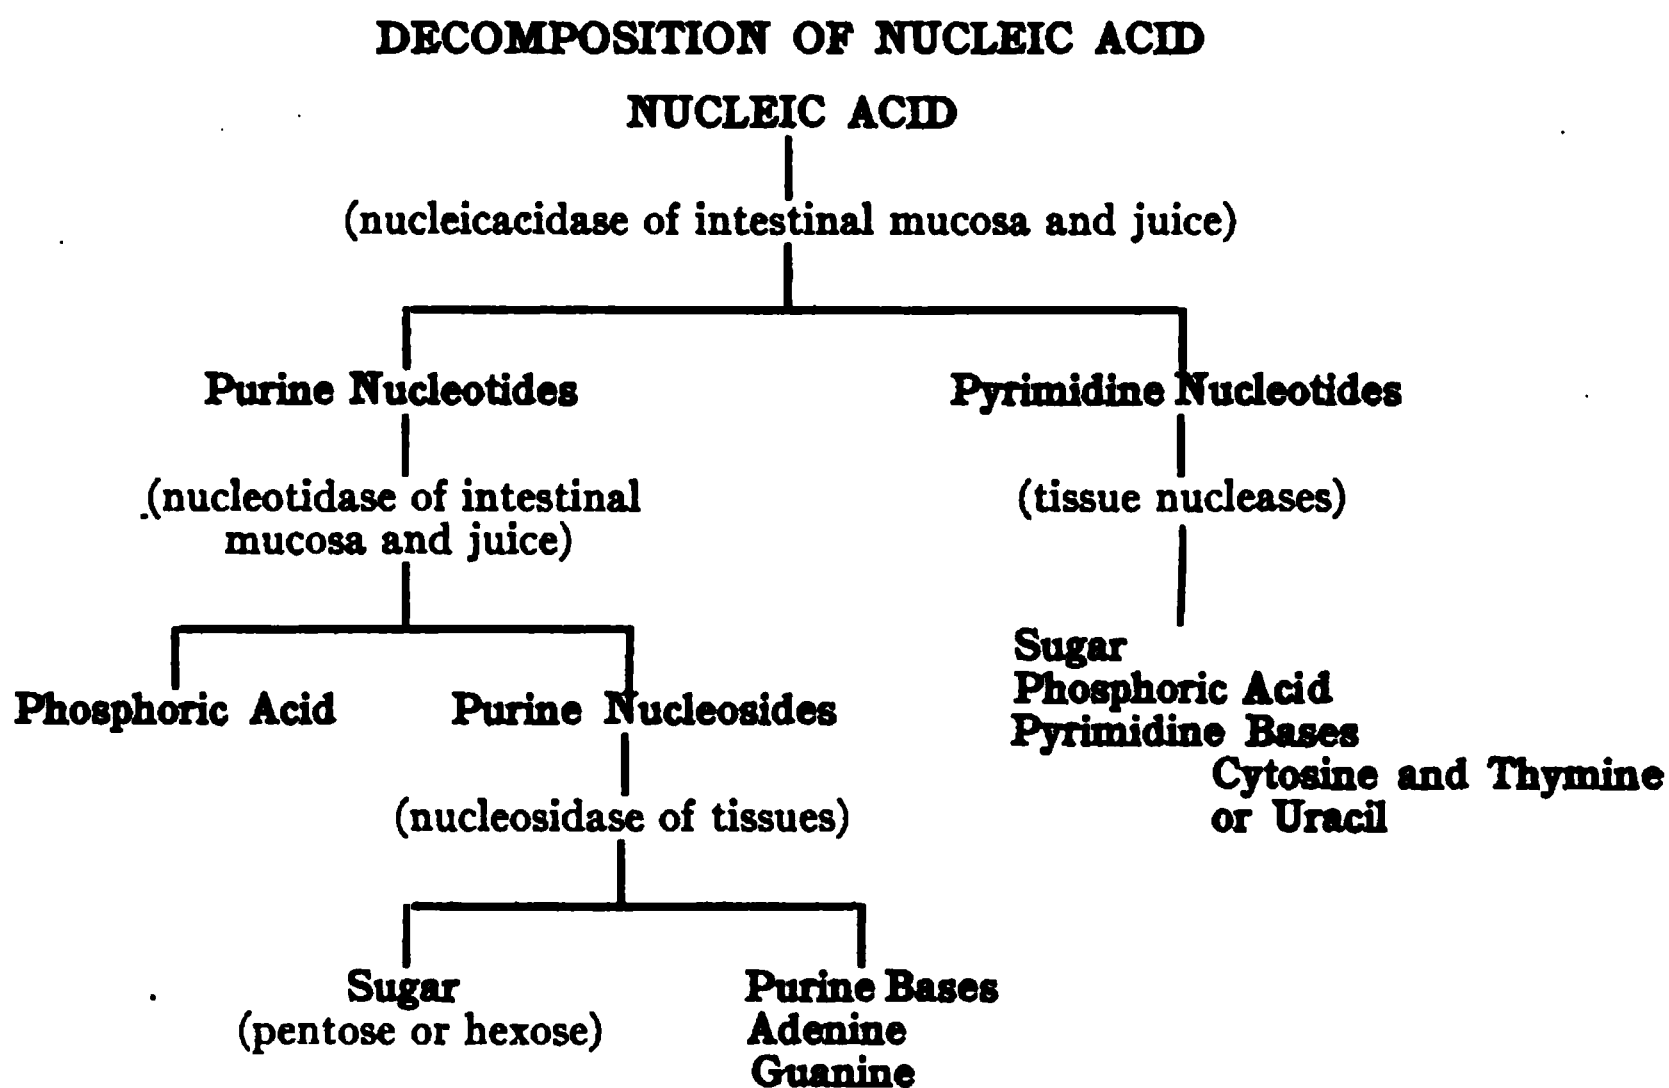 DECOMPOSITION OF NUCLEIC ACID
NUCLEIC ACID
(nucleicacidase of intestinal mucosa and juice)
Purine Nucleotides
Pyrimidine Nucleotides
(nucleotidase of intestinal
mucosa and juice)
(tissue nucleases)
Phosphoric Acid
Purine Nucleosides
Sugar
Phosphoric Acid
Pyrimidine Bases
Cytosine and Thymine
or Uracil
(nucleosidase of tissues)
Sugar
(pentose or hexose)
Purine Bases
Adenine
Guanine